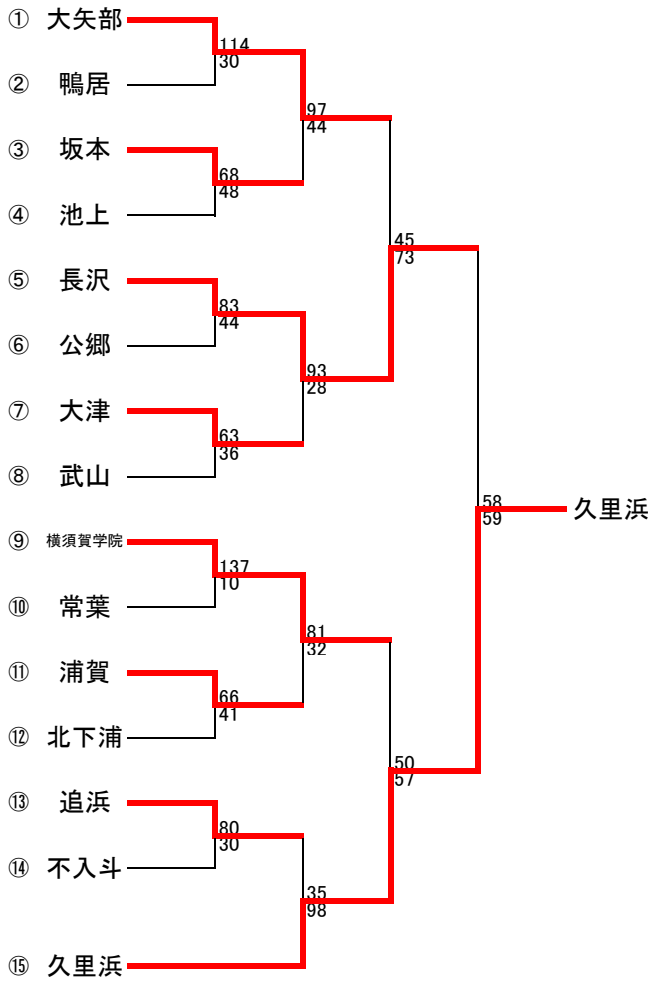 ① 大矢部
114
30
② 鴨居
97
44
③ 坂本
68
48
④ 池上
45
73
⑤ 長沢
83
44
⑥ 公郷
93
28
⑦ 大津
63
36
⑧ 武山
58
59
久里浜
⑨ 横須賀学院
137
10
⑩ 常葉
81
32
⑪ 浦賀
66
41
⑫ 北下浦
50
57
⑬ 追浜
80
30
⑭ 不入斗
35
98
⑮ 久里浜